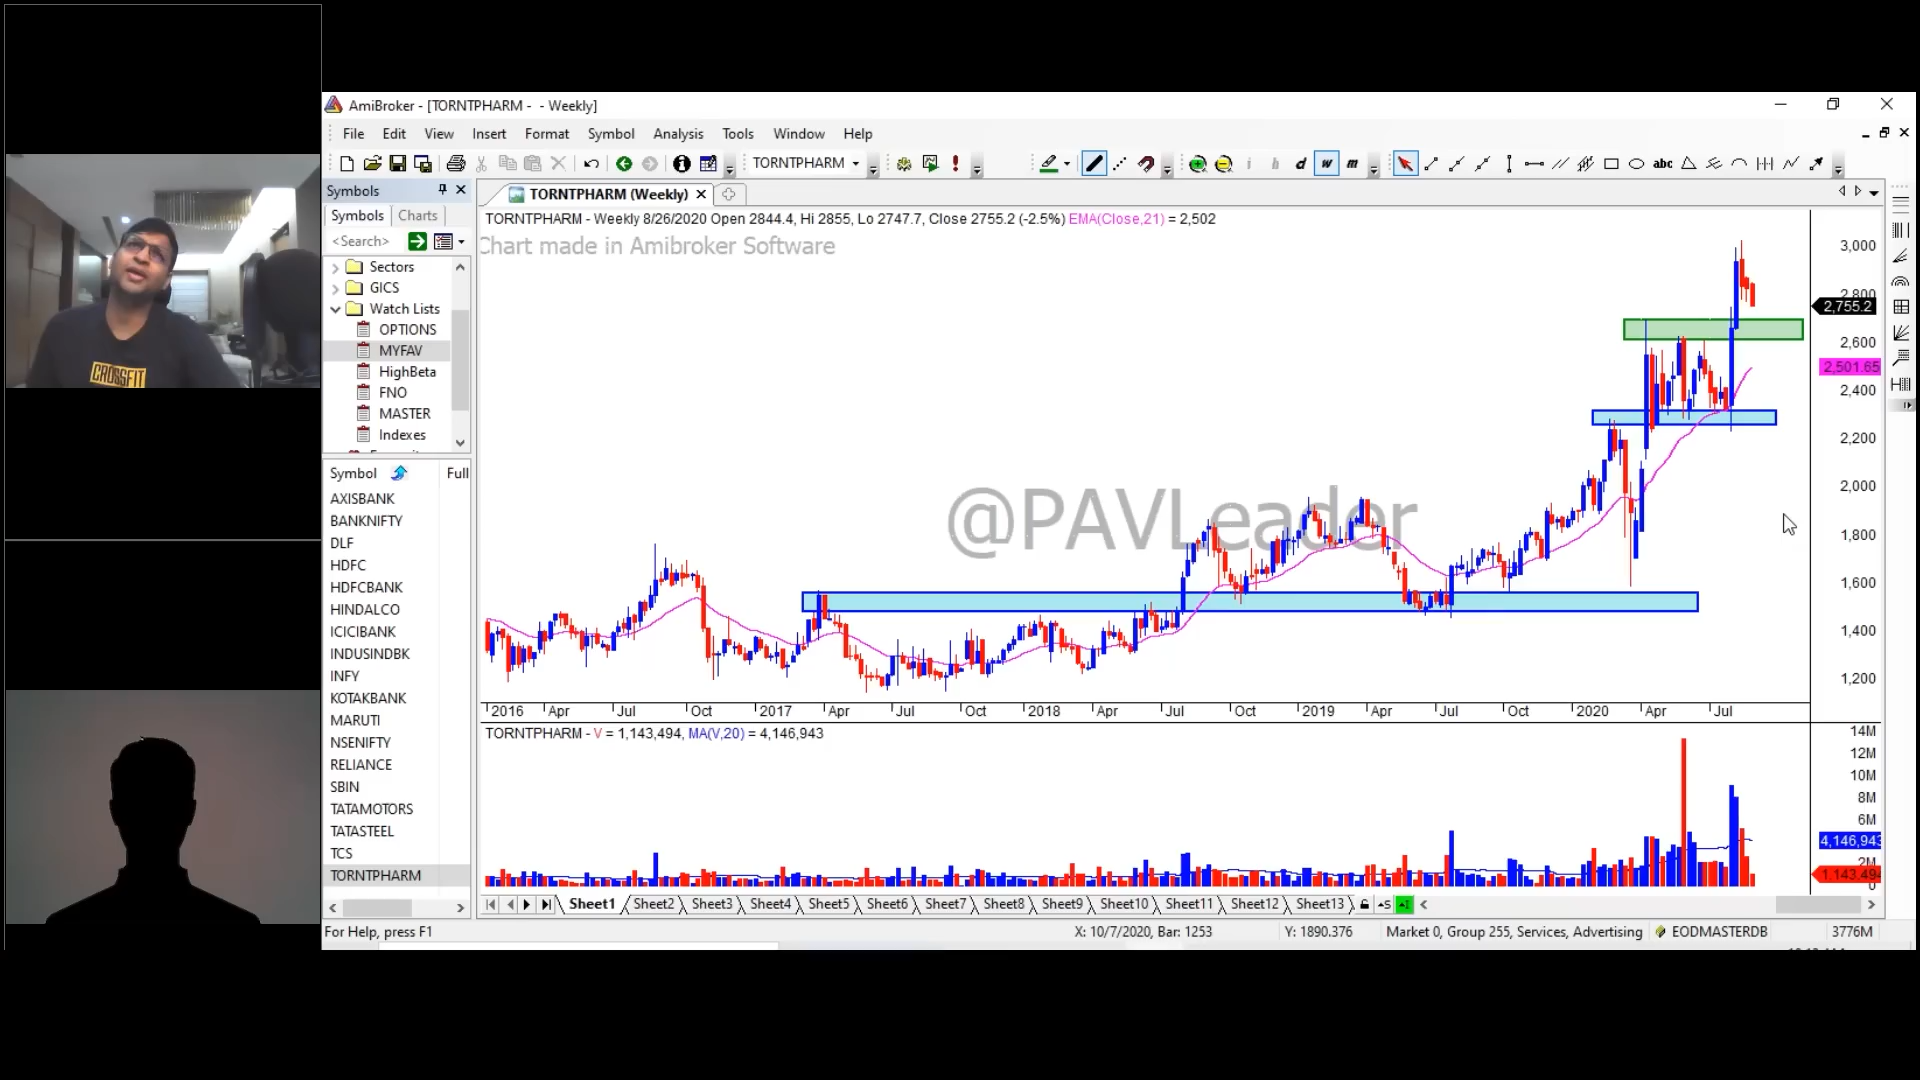 AmiBroker - [TORNTPHARM - - Weekly]
File Edit View Insert Format Symbol Analysis Tools Window Help
TORNTPHARM
Symbols
Symbols Charts
<Search>
Sectors
GICS
Watch Lists
OPTIONS
MYFAV
HighBeta
FNO
MASTER
Indexes
Symbol Full
AXISBANK
BANKNIFTY
DLF
HDFC
HDFCBANK
HINDALCO
ICICIBANK
INDUSINDBK
INFY
KOTAKBANK
MARUTI
NSENIFTY
RELIANCE
SBIN
TATAMOTORS
TATASTEEL
TCS
TORNTPHARM
i h d w m
abc
TORNTPHARM (Weekly)
TORNTPHARM - Weekly 8/26/2020 Open 2844.4, Hi 2855, Lo 2747.7, Close 2755.2 (-2.5%) EMA(Close,21) = 2,502
Chart made in Amibroker Software
@PAVLeader
3,000
2,800
2,755.2
2,600
2,501.65
2,400
2,200
2,000
1,800
1,600
1,400
1,200
2016 Apr Jul Oct 2017 Apr Jul Oct 2018 Apr Jul Oct 2019 Apr Jul Oct 2020 Apr Jul
TORNTPHARM - V = 1,143,494, MA(V,20) = 4,146,943
14M
12M
10M
8M
6M
4,146,943
2M
1,143,494
0
Sheet1 Sheet2 Sheet3 Sheet4 Sheet5 Sheet6 Sheet7 Sheet8 Sheet9 Sheet10 Sheet11 Sheet12 Sheet13
For Help, press F1
X: 10/7/2020, Bar: 1253 Y: 1890.376 Market 0, Group 255, Services, Advertising EODMASTERDB 3776M
CROSSFIT